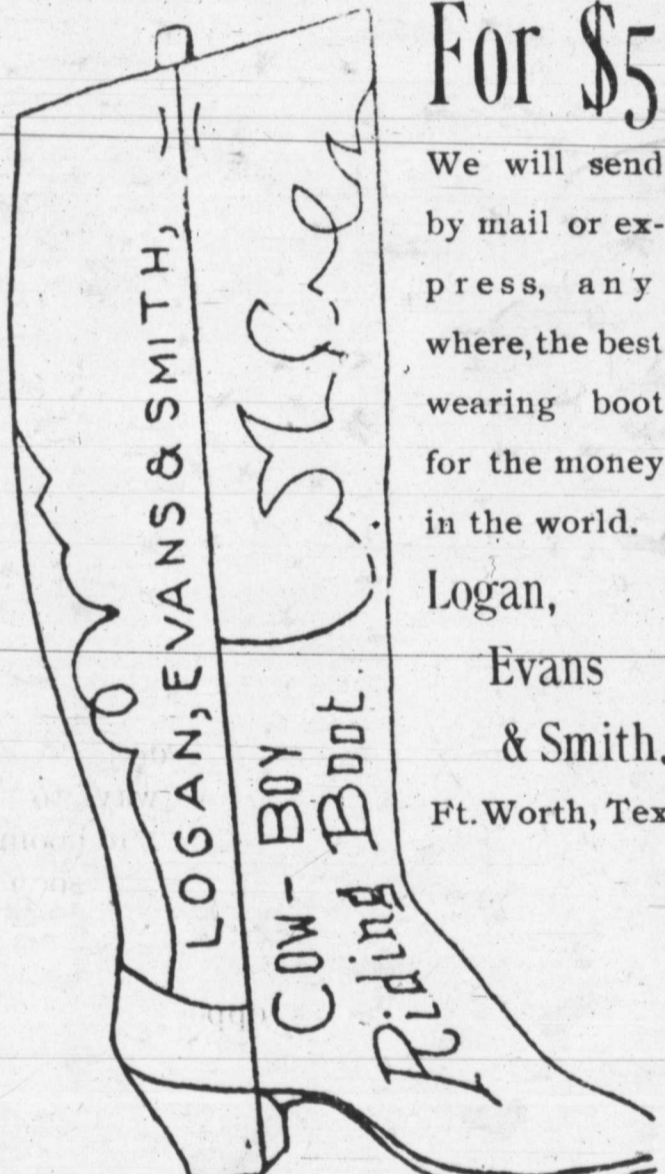 For $5
We will send
by mail or ex-
press, any
where, the best
wearing boot
for the money
in the world.
Logan,
Evans
& Smith,
Ft. Worth, Tex
LOGAN, EVANS & SMITH,
COW-BOY
Riding Boot